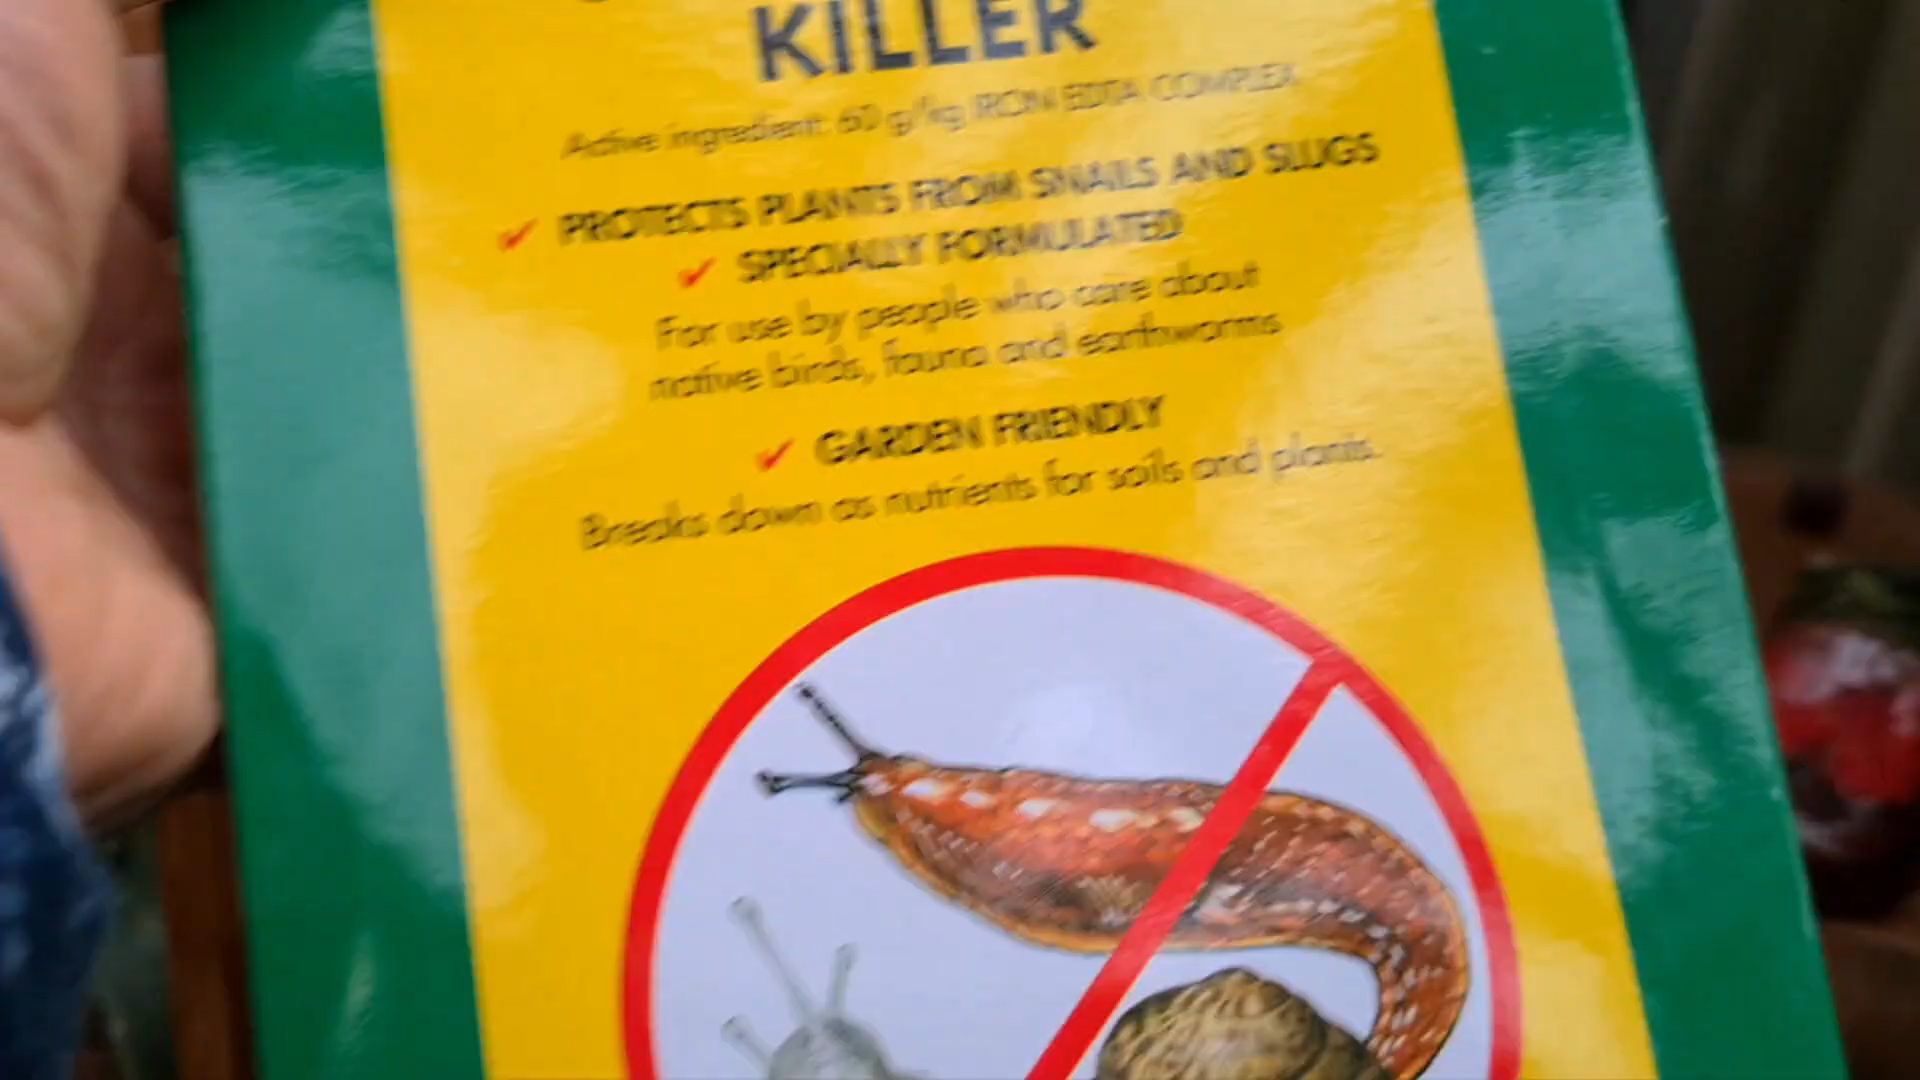 KILLER
Active ingredient: 60 g/kg IRON EDTA COMPLEX
✓ PROTECTS PLANTS FROM SNAILS AND SLUGS
✓ SPECIALLY FORMULATED
For use by people who care about
native birds, fauna and earthworms
✓ GARDEN FRIENDLY
Breaks down as nutrients for soils and plants.